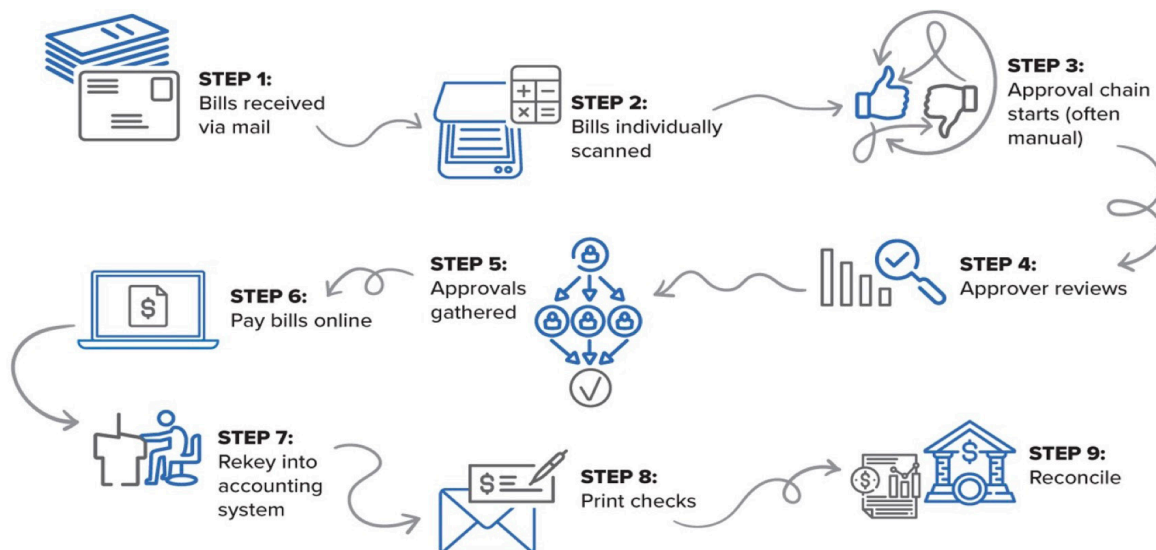 STEP 1:
Bills received
via mail
STEP 2:
Bills individually
scanned
STEP 3:
Approval chain
starts (often
manual)
STEP 4:
Approver reviews
STEP 5:
Approvals
gathered
STEP 6:
Pay bills online
$
STEP 7:
Rekey into
accounting
system
STEP 8:
Print checks
$
STEP 9:
Reconcile
$
$